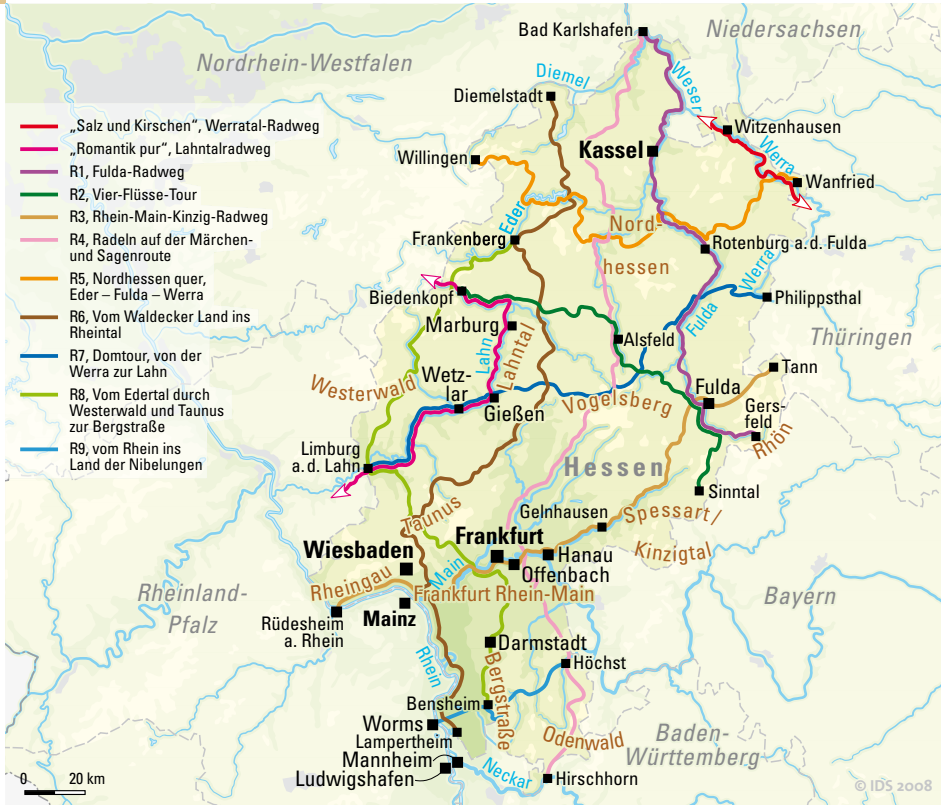 Bad Karlshafen
Niedersachsen
Nordrhein-Westfalen
Diemel
Weser
Diemelstadt
„Salz und Kirschen“, Werratal-Radweg
„Romantik pur“, Lahntalradweg
R1, Fulda-Radweg
R2, Vier-Flüsse-Tour
R3, Rhein-Main-Kinzig-Radweg
R4, Radeln auf der Märchen-
und Sagenroute
R5, Nordhessen quer,
Eder – Fulda – Werra
R6, Vom Waldecker Land ins
Rheintal
R7, Domtour, von der
Werra zur Lahn
R8, Vom Edertal durch
Westerwald und Taunus
zur Bergstraße
R9, vom Rhein ins
Land der Nibelungen
Witzenhausen
Kassel
Werra
Willingen
Wanfried
Eder
Nord-
hessen
Frankenberg
Rotenburg a.d. Fulda
Werra
Biedenkopf
Philippsthal
Fulda
Marburg
Alsfeld
Thüringen
Lahn
Lahntal
Westerwald
Wetz-
lar
Gießen
Vogelsberg
Fulda
Tann
Gers-
feld
Rhön
Limburg
a.d. Lahn
Hessen
Sinntal
Taunus
Gelnhausen
Spessart/
Kinzigtal
Frankfurt
Wiesbaden
Hanau
Offenbach
Main
Rheingau
Frankfurt Rhein-Main
Rheinland-
Pfalz
Mainz
Bayern
Rüdesheim
a. Rhein
Darmstadt
Rhein
Bergstraße
Höchst
Bensheim
Worms
Lampertheim
Odenwald
Baden-
Württemberg
Mannheim
Ludwigshafen
Neckar
Hirschhorn
0 20 km
© IDS 2008